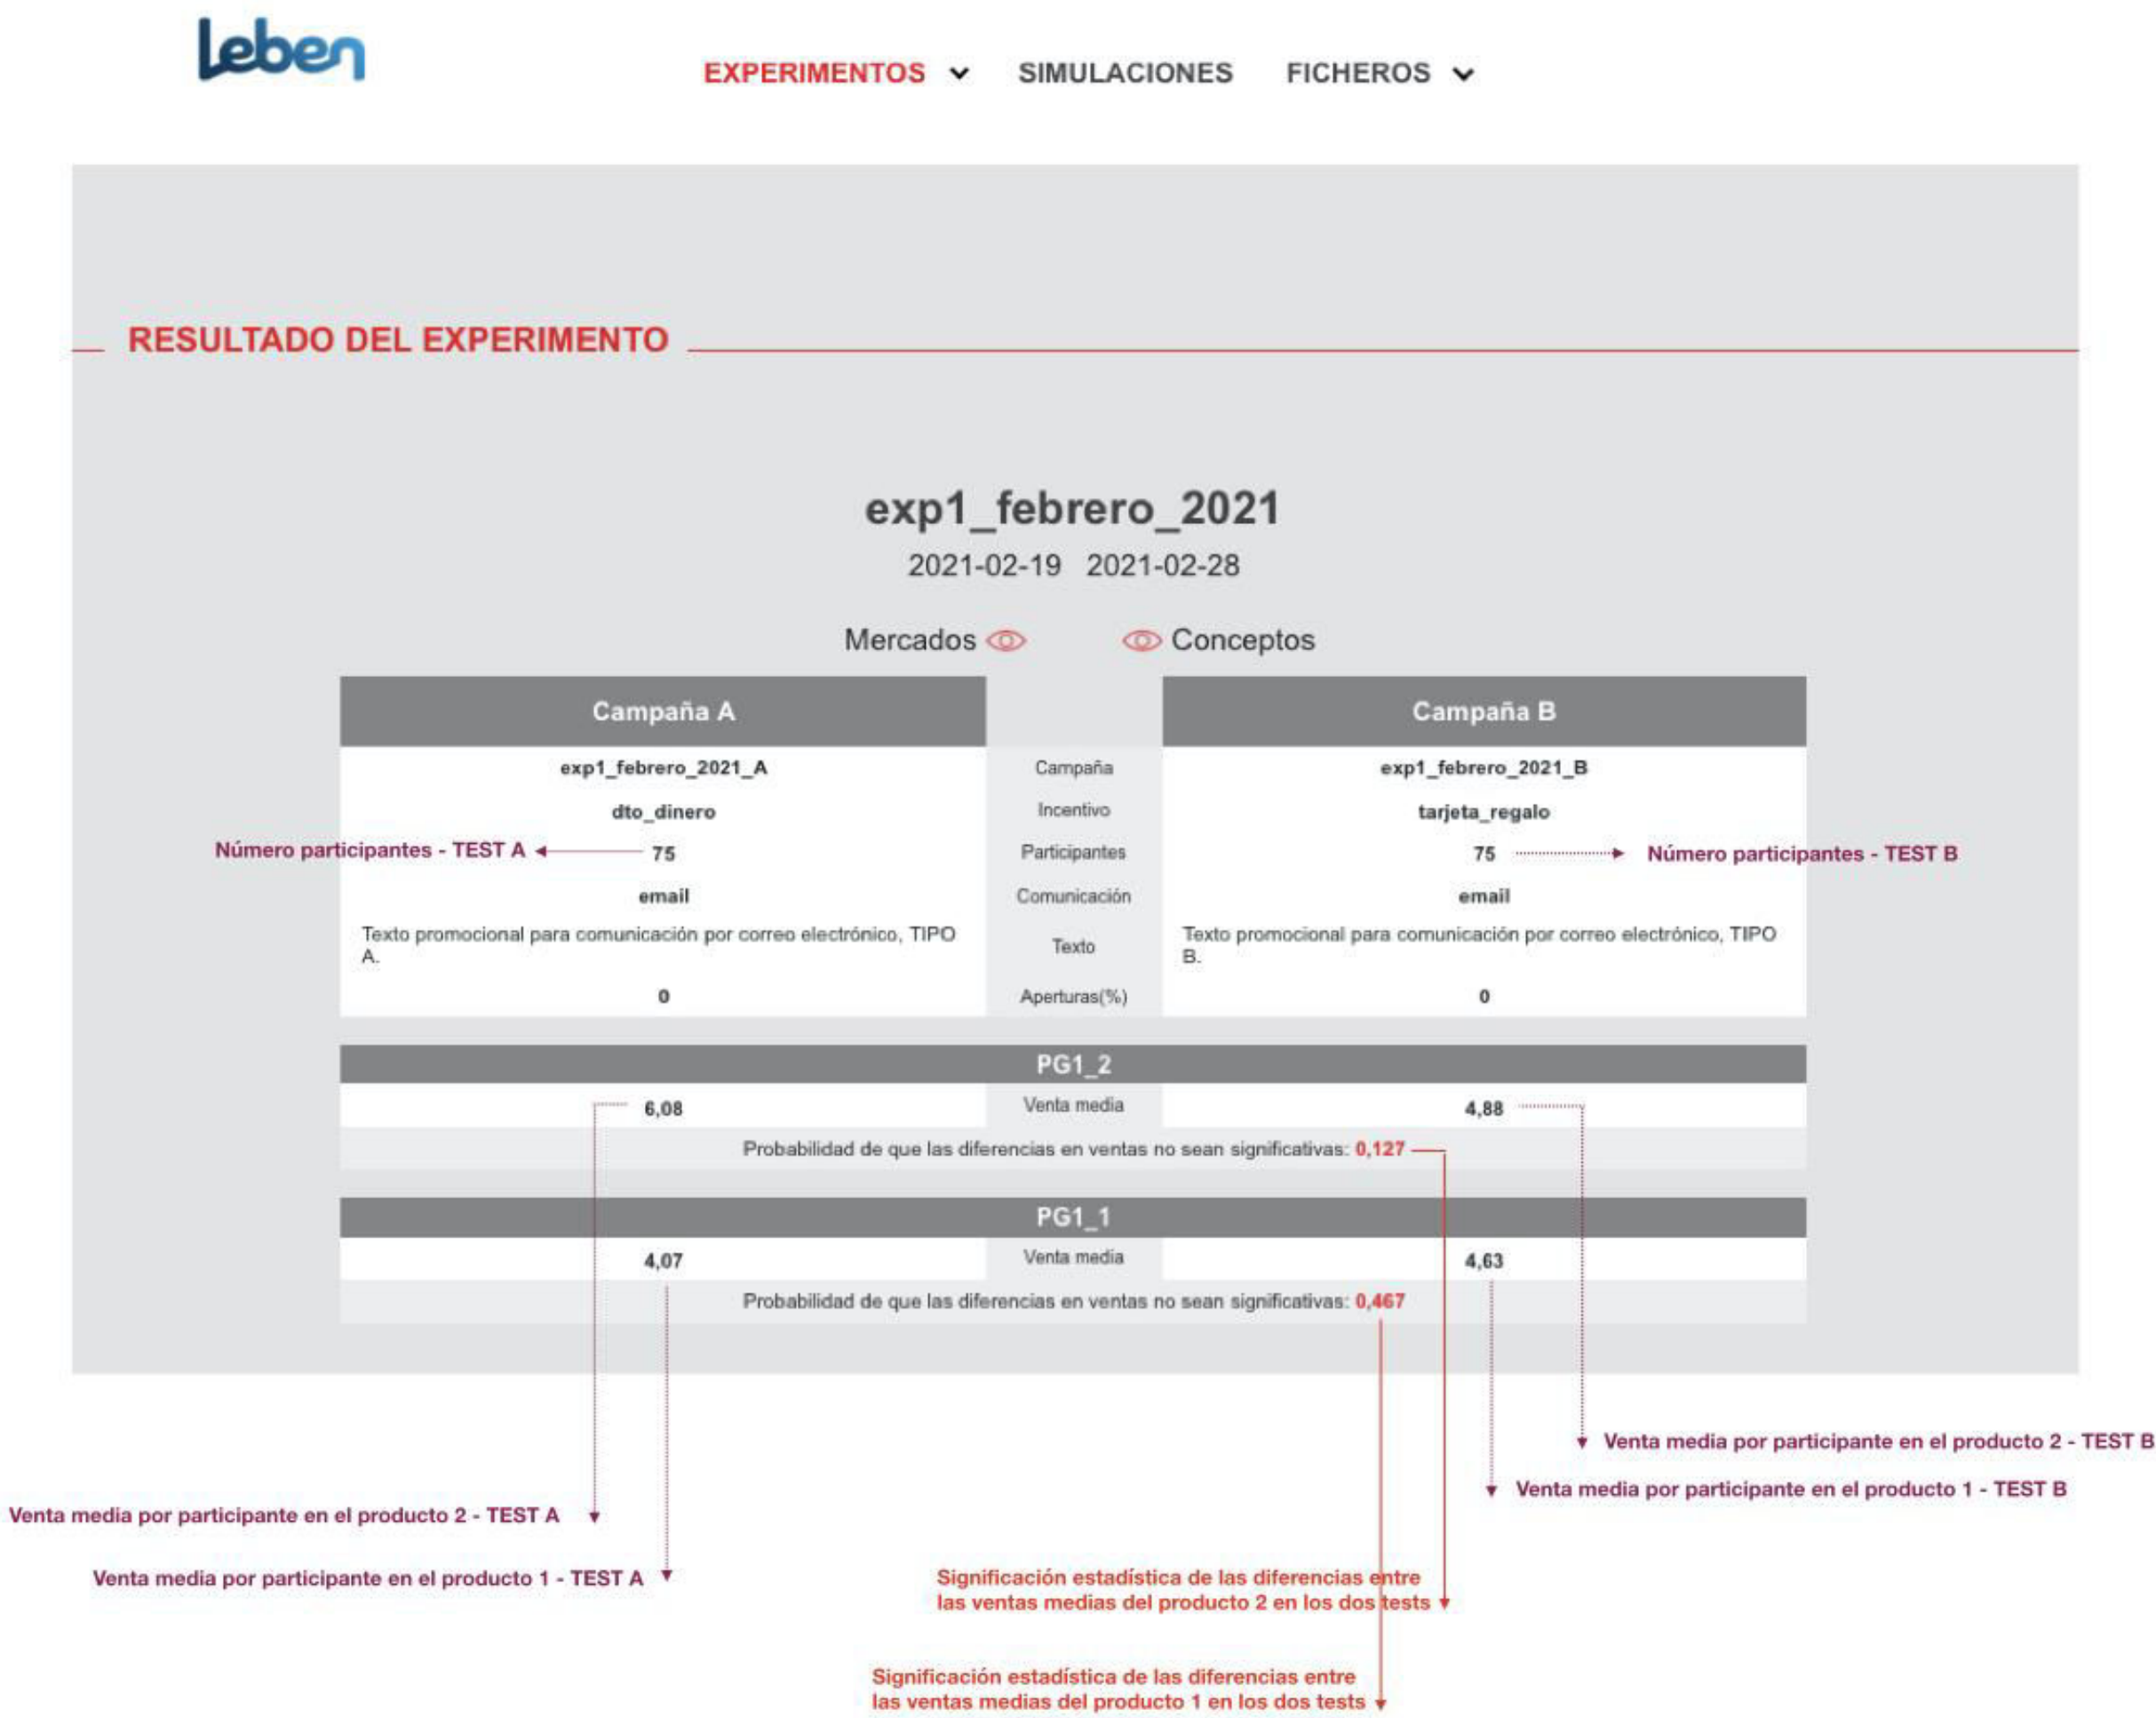 Leben
EXPERIMENTOS SIMULACIONES FICHEROS
RESULTADO DEL EXPERIMENTO
exp1_febrero_2021
2021-02-19 2021-02-28
Mercados Conceptos
Campaña A Campaña B
exp1_febrero_2021_A Campaña exp1_febrero_2021_B
dto_dinero Incentivo tarjeta_regalo
Número participantes - TEST A 75 Participantes 75 Número participantes - TEST B
email Comunicación email
Texto promocional para comunicación por correo electrónico, TIPO
A.
Texto
Texto promocional para comunicación por correo electrónico, TIPO
B.
0 Aperturas(%) 0
PG1_2
6,08 Venta media 4,88
Probabilidad de que las diferencias en ventas no sean significativas: 0,127
PG1_1
4,07 Venta media 4,63
Probabilidad de que las diferencias en ventas no sean significativas: 0,467
Venta media por participante en el producto 2 - TEST B
Venta media por participante en el producto 1 - TEST B
Venta media por participante en el producto 2 - TEST A
Venta media por participante en el producto 1 - TEST A
Significación estadística de las diferencias entre
las ventas medias del producto 2 en los dos tests
Significación estadística de las diferencias entre
las ventas medias del producto 1 en los dos tests